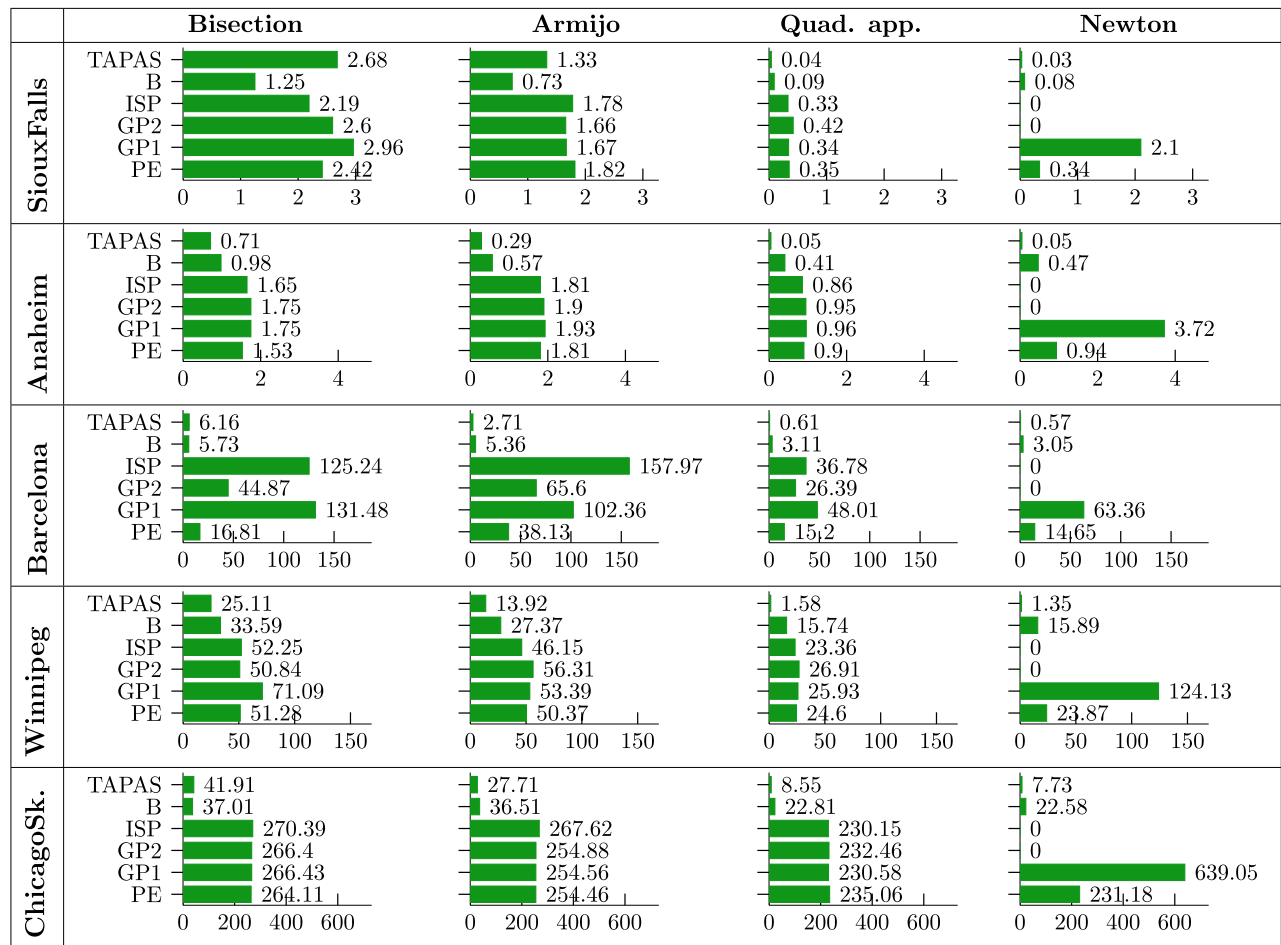 Bisection Armijo Quad. app. Newton
SiouxFalls
TAPAS 2.68 1.33 0.04 0.03
B 1.25 0.73 0.09 0.08
ISP 2.19 1.78 0.33 0
GP2 2.6 1.66 0.42 0
GP1 2.96 1.67 0.34 2.1
PE 2.42 1.82 0.35 0.34
0 1 2 3 0 1 2 3 0 1 2 3 0 1 2 3
Anaheim
TAPAS 0.71 0.29 0.05 0.05
B 0.98 0.57 0.41 0.47
ISP 1.65 1.81 0.86 0
GP2 1.75 1.9 0.95 0
GP1 1.75 1.93 0.96 3.72
PE 1.53 1.81 0.9 0.94
0 2 4 0 2 4 0 2 4 0 2 4
Barcelona
TAPAS 6.16 2.71 0.61 0.57
B 5.73 5.36 3.11 3.05
ISP 125.24 157.97 36.78 0
GP2 44.87 65.6 26.39 0
GP1 131.48 102.36 48.01 63.36
PE 16.81 38.13 15.2 14.65
0 50 100 150 0 50 100 150 0 50 100 150 0 50 100 150
Winnipeg
TAPAS 25.11 13.92 1.58 1.35
B 33.59 27.37 15.74 15.89
ISP 52.25 46.15 23.36 0
GP2 50.84 56.31 26.91 0
GP1 71.09 53.39 25.93 124.13
PE 51.28 50.37 24.6 23.87
0 50 100 150 0 50 100 150 0 50 100 150 0 50 100 150
ChicagoSk.
TAPAS 41.91 27.71 8.55 7.73
B 37.01 36.51 22.81 22.58
ISP 270.39 267.62 230.15 0
GP2 266.4 254.88 232.46 0
GP1 266.43 254.56 230.58 639.05
PE 264.11 254.46 235.06 231.18
0 200 400 600 0 200 400 600 0 200 400 600 0 200 400 600